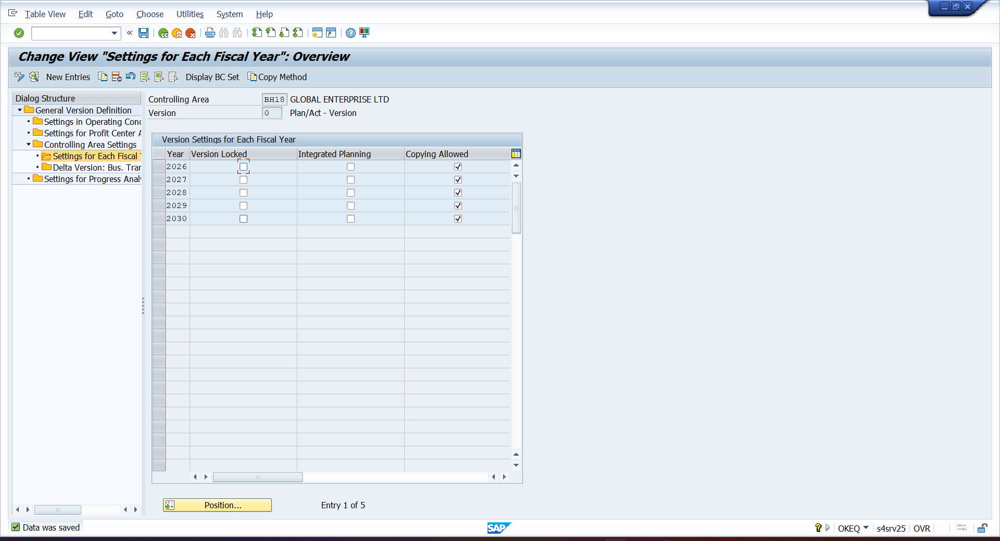 Table View Edit Goto Choose Utilities System Help
Change View "Settings for Each Fiscal Year": Overview
New Entries Display BC Set Copy Method
Dialog Structure
General Version Definition
Settings in Operating Conc
Settings for Profit Center A
Controlling Area Settings
Settings for Each Fiscal Y
Delta Version: Bus. Tran
Settings for Progress Analy
Controlling Area BH18 GLOBAL ENTERPRISE LTD
Version 0 Plan/Act - Version
Version Settings for Each Fiscal Year
Year Version Locked Integrated Planning Copying Allowed
2026
2027
2028
2029
2030
Position... Entry 1 of 5
Data was saved SAP OKEQ s4srv25 OVR